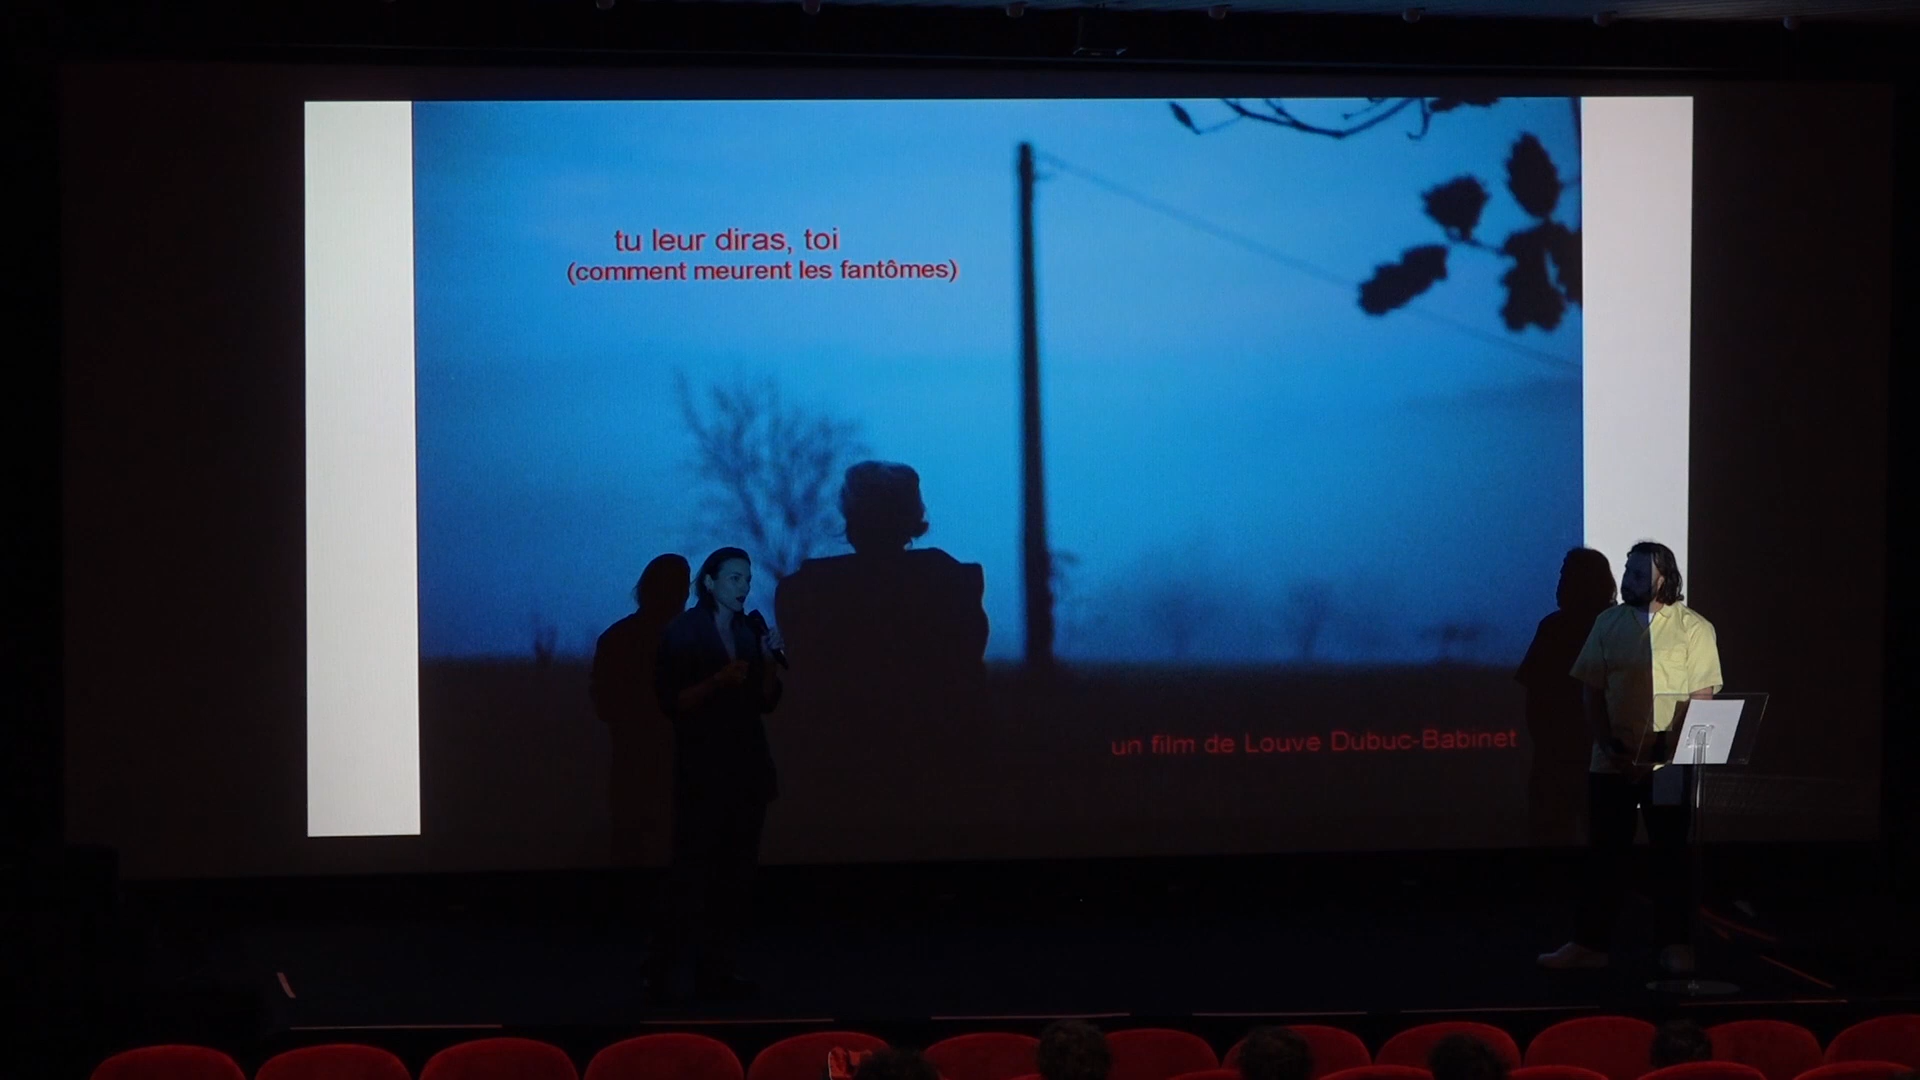 tu leur diras, toi
(comment meurent les fantômes)
un film de Louve Dubuc-Babinet